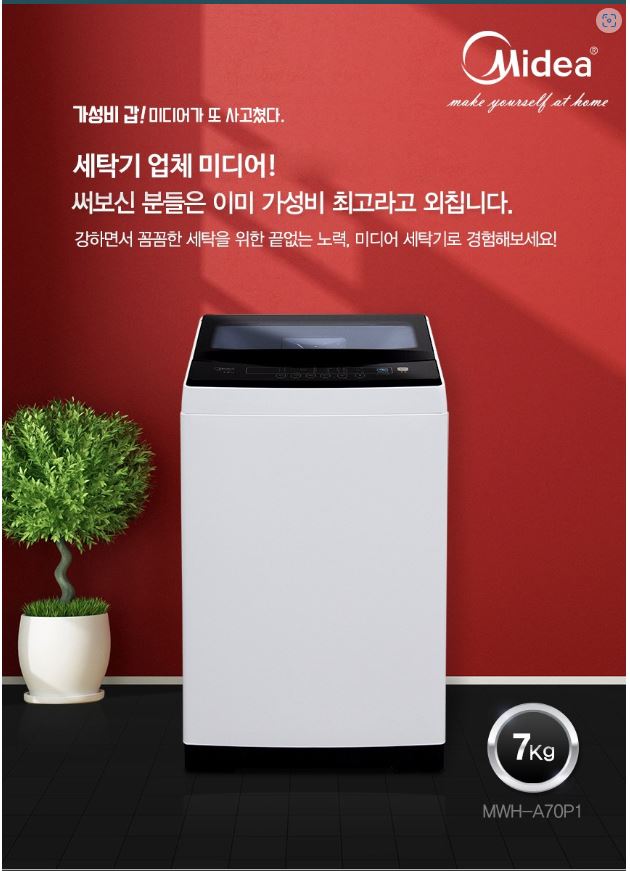 Midea®
make yourself at home
가성비 갑! 미디어가 또 사고쳤다.
세탁기 업체 미디어!
써보신 분들은 이미 가성비 최고라고 외칩니다.
강하면서 꼼꼼한 세탁을 위한 끝없는 노력, 미디어 세탁기로 경험해보세요!
7Kg
MWH-A70P1